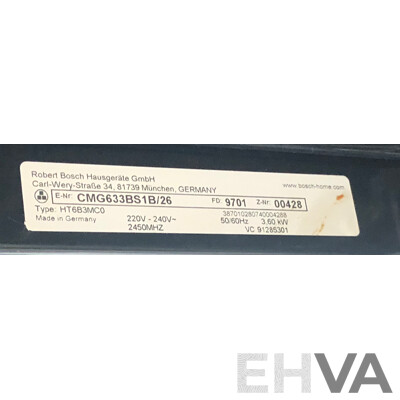 Robert Bosch Hausgeräte GmbH
Carl-Wery-Straße 34, 81739 München, GERMANY
www.bosch-home.com
E-Nr. CMG633BS1B/26 FD. 9701 Z-Nr. 00428
Type: HT6B3MC0 387010280740004288
Made in Germany 220V - 240V~ 50/60Hz 3,60 kW
2450MHZ VC 91285301
EHVA